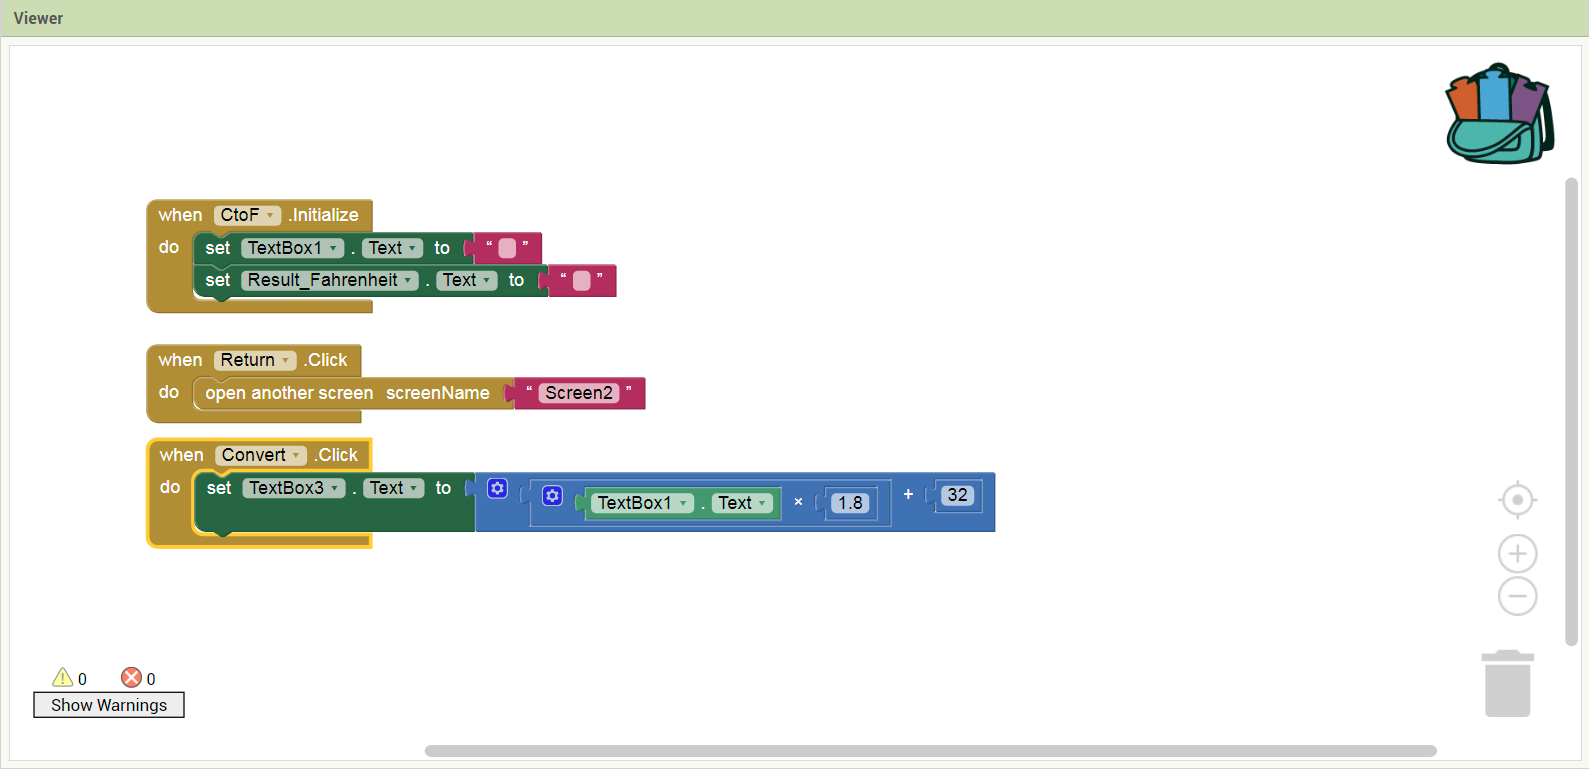 Viewer
when CtoF .Initialize
do set TextBox1 . Text to “ ”
set Result_Fahrenheit . Text to “ ”
when Return .Click
do open another screen screenName “ Screen2 ”
when Convert .Click
do set TextBox3 . Text to TextBox1 . Text × 1.8 + 32
0 0
Show Warnings